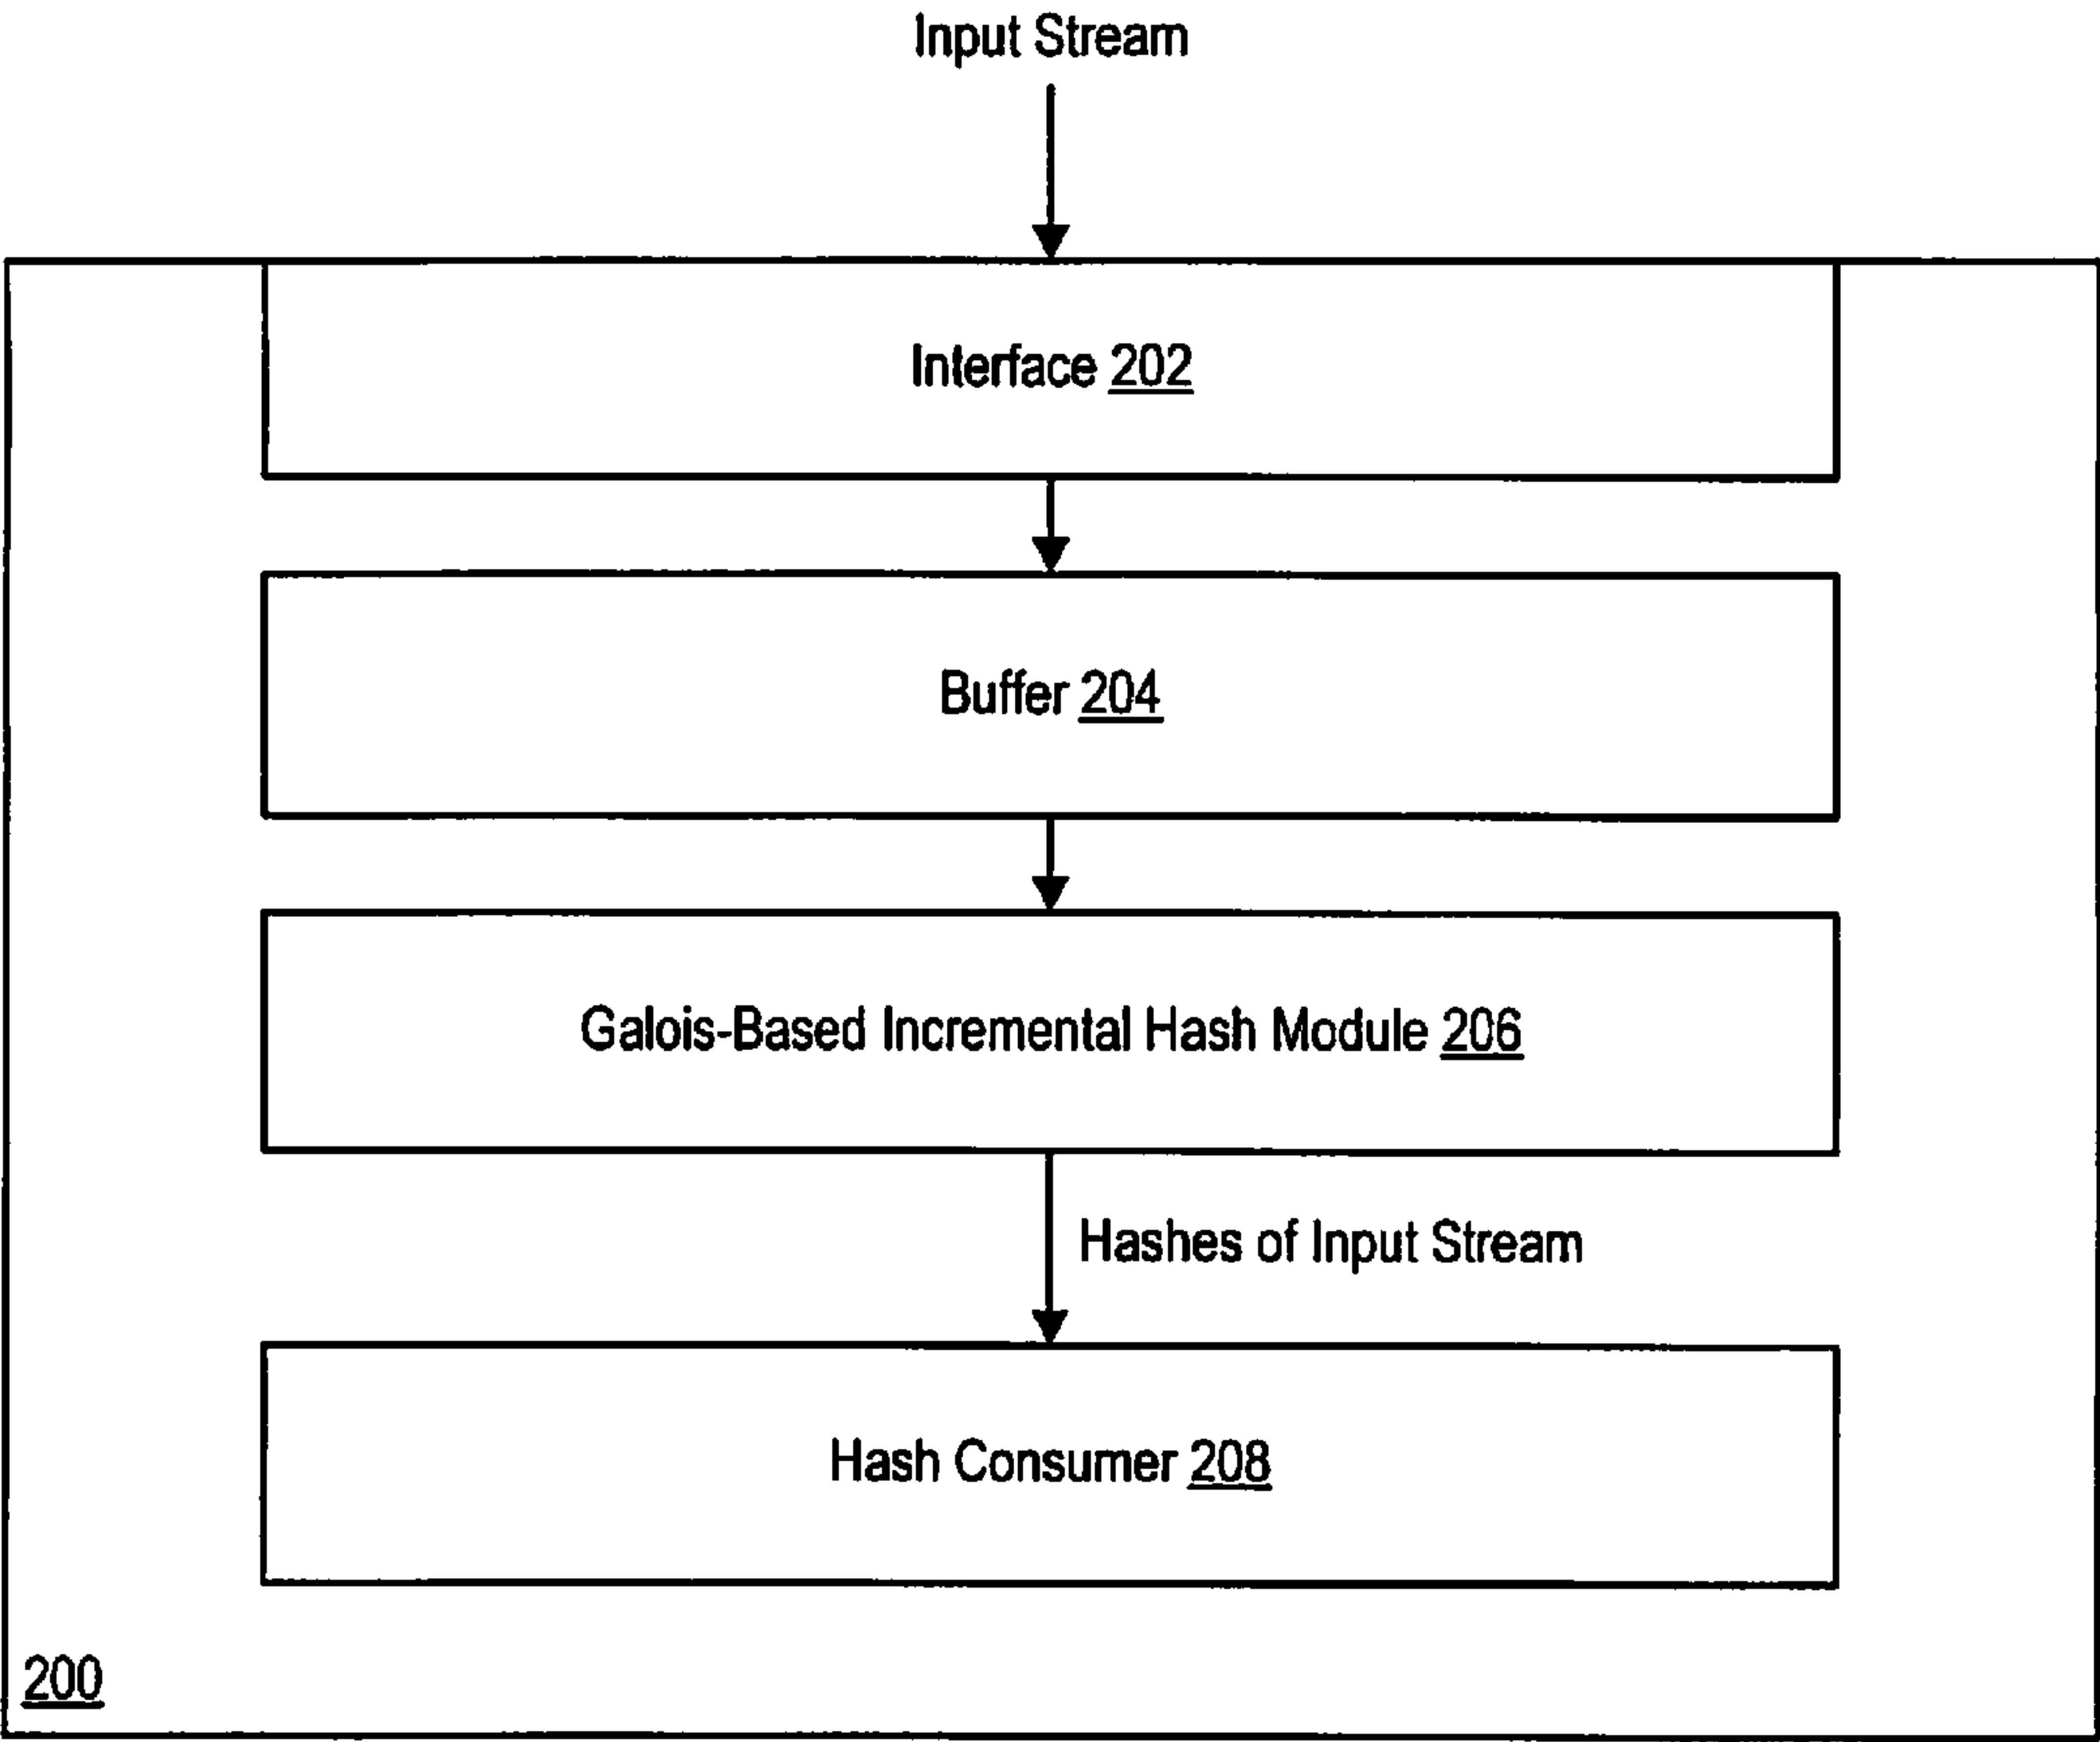 Input Stream
Interface 202
Buffer 204
Galois-Based Incremental Hash Module 206
Hashes of Input Stream
Hash Consumer 208
200